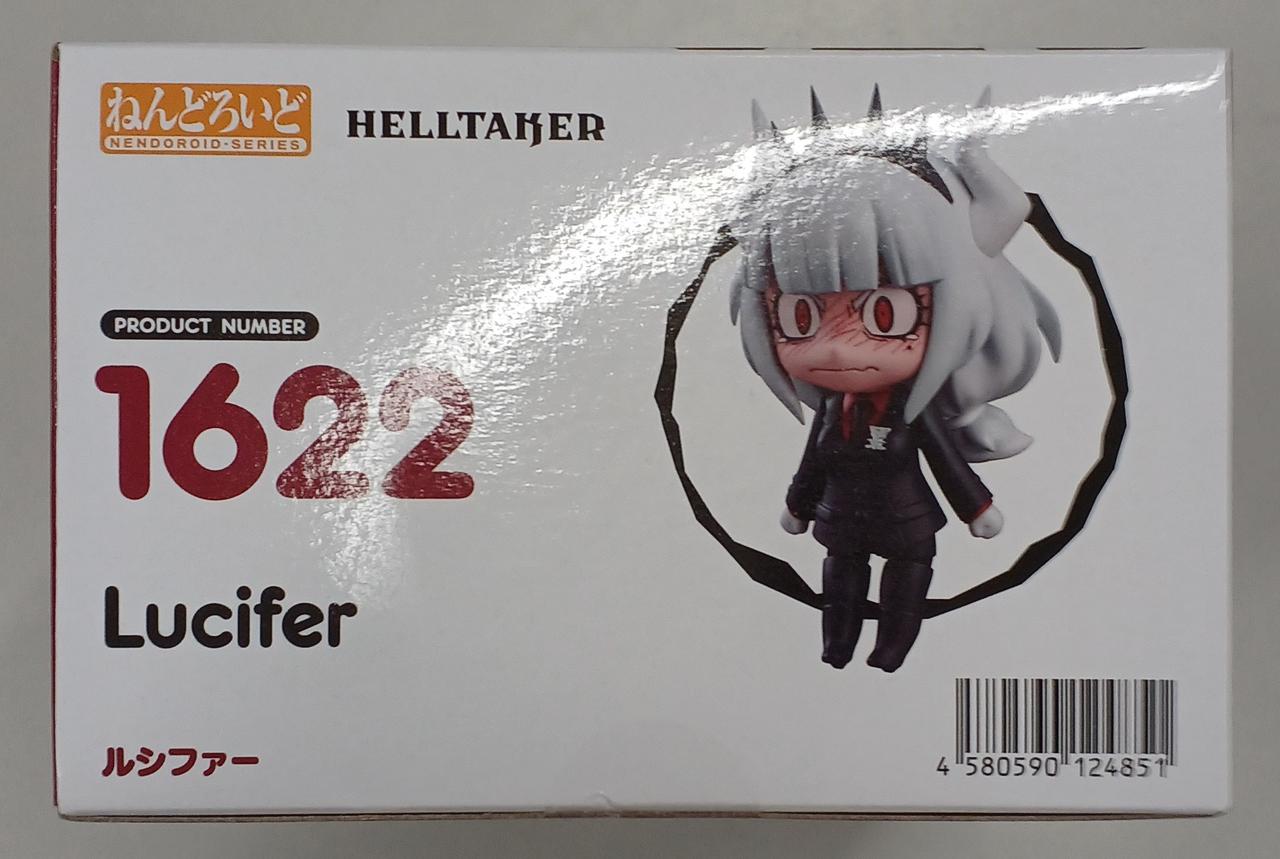 ねんどろいど
NENDOROID·SERIES
HELLTAKER
PRODUCT NUMBER
1622
Lucifer
ルシファー
4 580590 124851